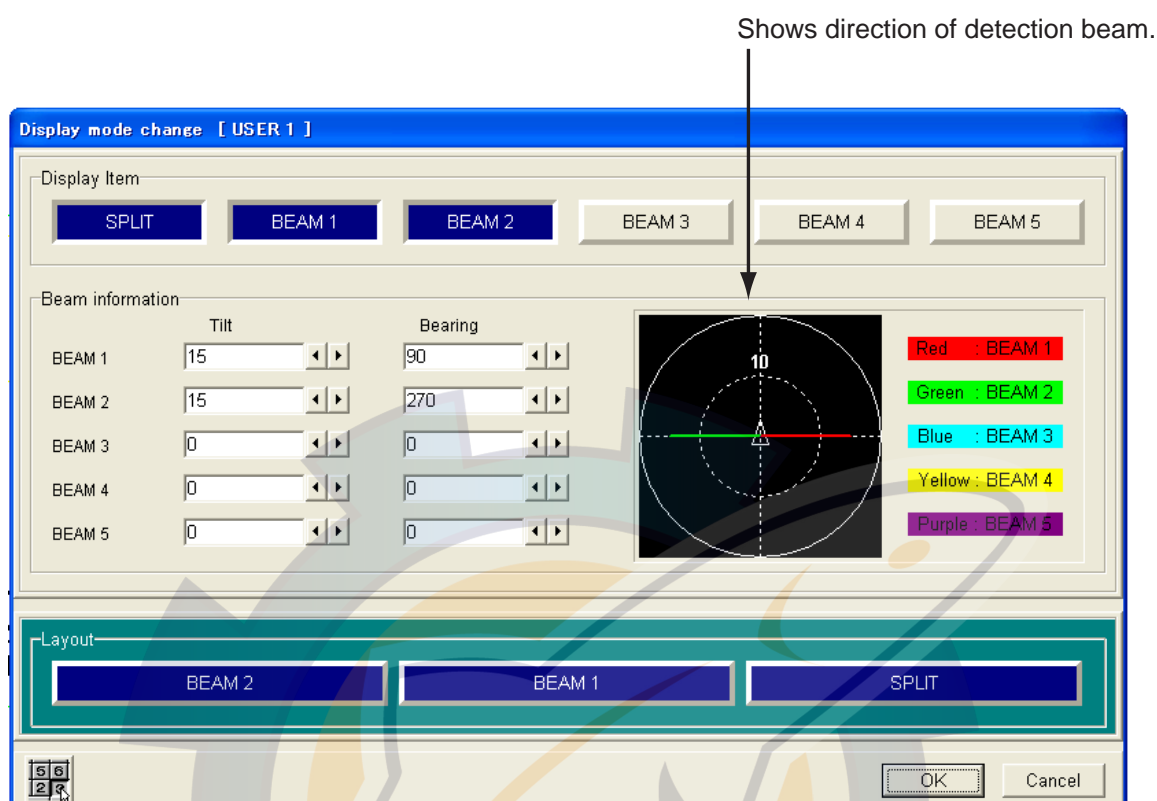 Shows direction of detection beam.
Display mode change [ USER 1 ]
Display Item
SPLIT BEAM 1 BEAM 2 BEAM 3 BEAM 4 BEAM 5
Beam information
Tilt Bearing
BEAM 1 15 90
BEAM 2 15 270
BEAM 3 0 0
BEAM 4 0 0
BEAM 5 0 0
10
Red : BEAM 1
Green : BEAM 2
Blue : BEAM 3
Yellow : BEAM 4
Purple : BEAM 5
Layout
BEAM 2 BEAM 1 SPLIT
5 6
2
OK Cancel